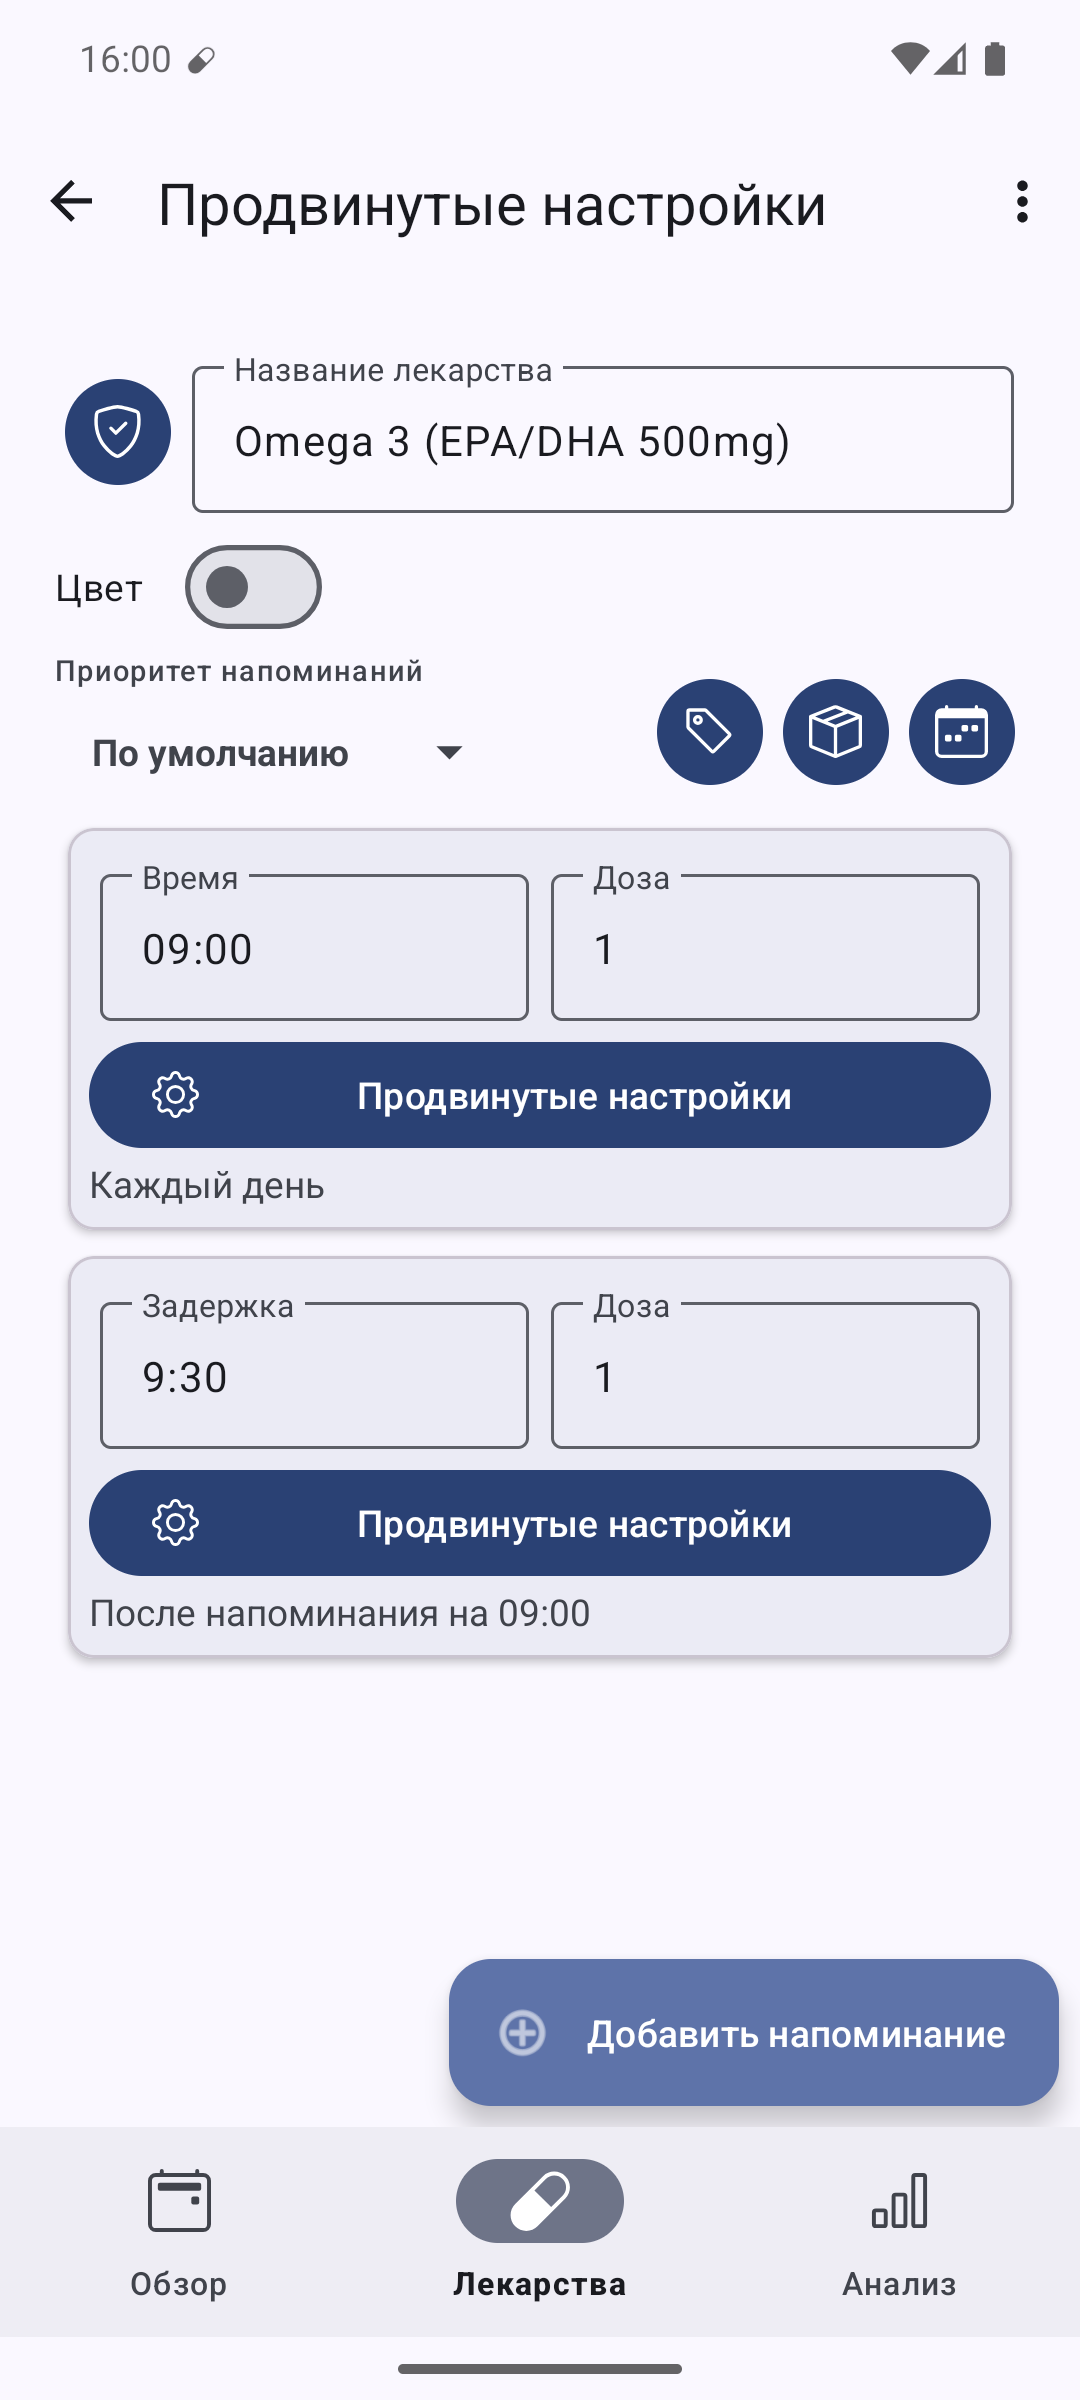 16:00
Продвинутые настройки
Название лекарства
Omega 3 (EPA/DHA 500mg)
Цвет
Приоритет напоминаний
По умолчанию
Время
Доза
09:00
1
Продвинутые настройки
Каждый день
Задержка
Доза
9:30
1
Продвинутые настройки
После напоминания на 09:00
Добавить напоминание
Обзор
Лекарства
Анализ